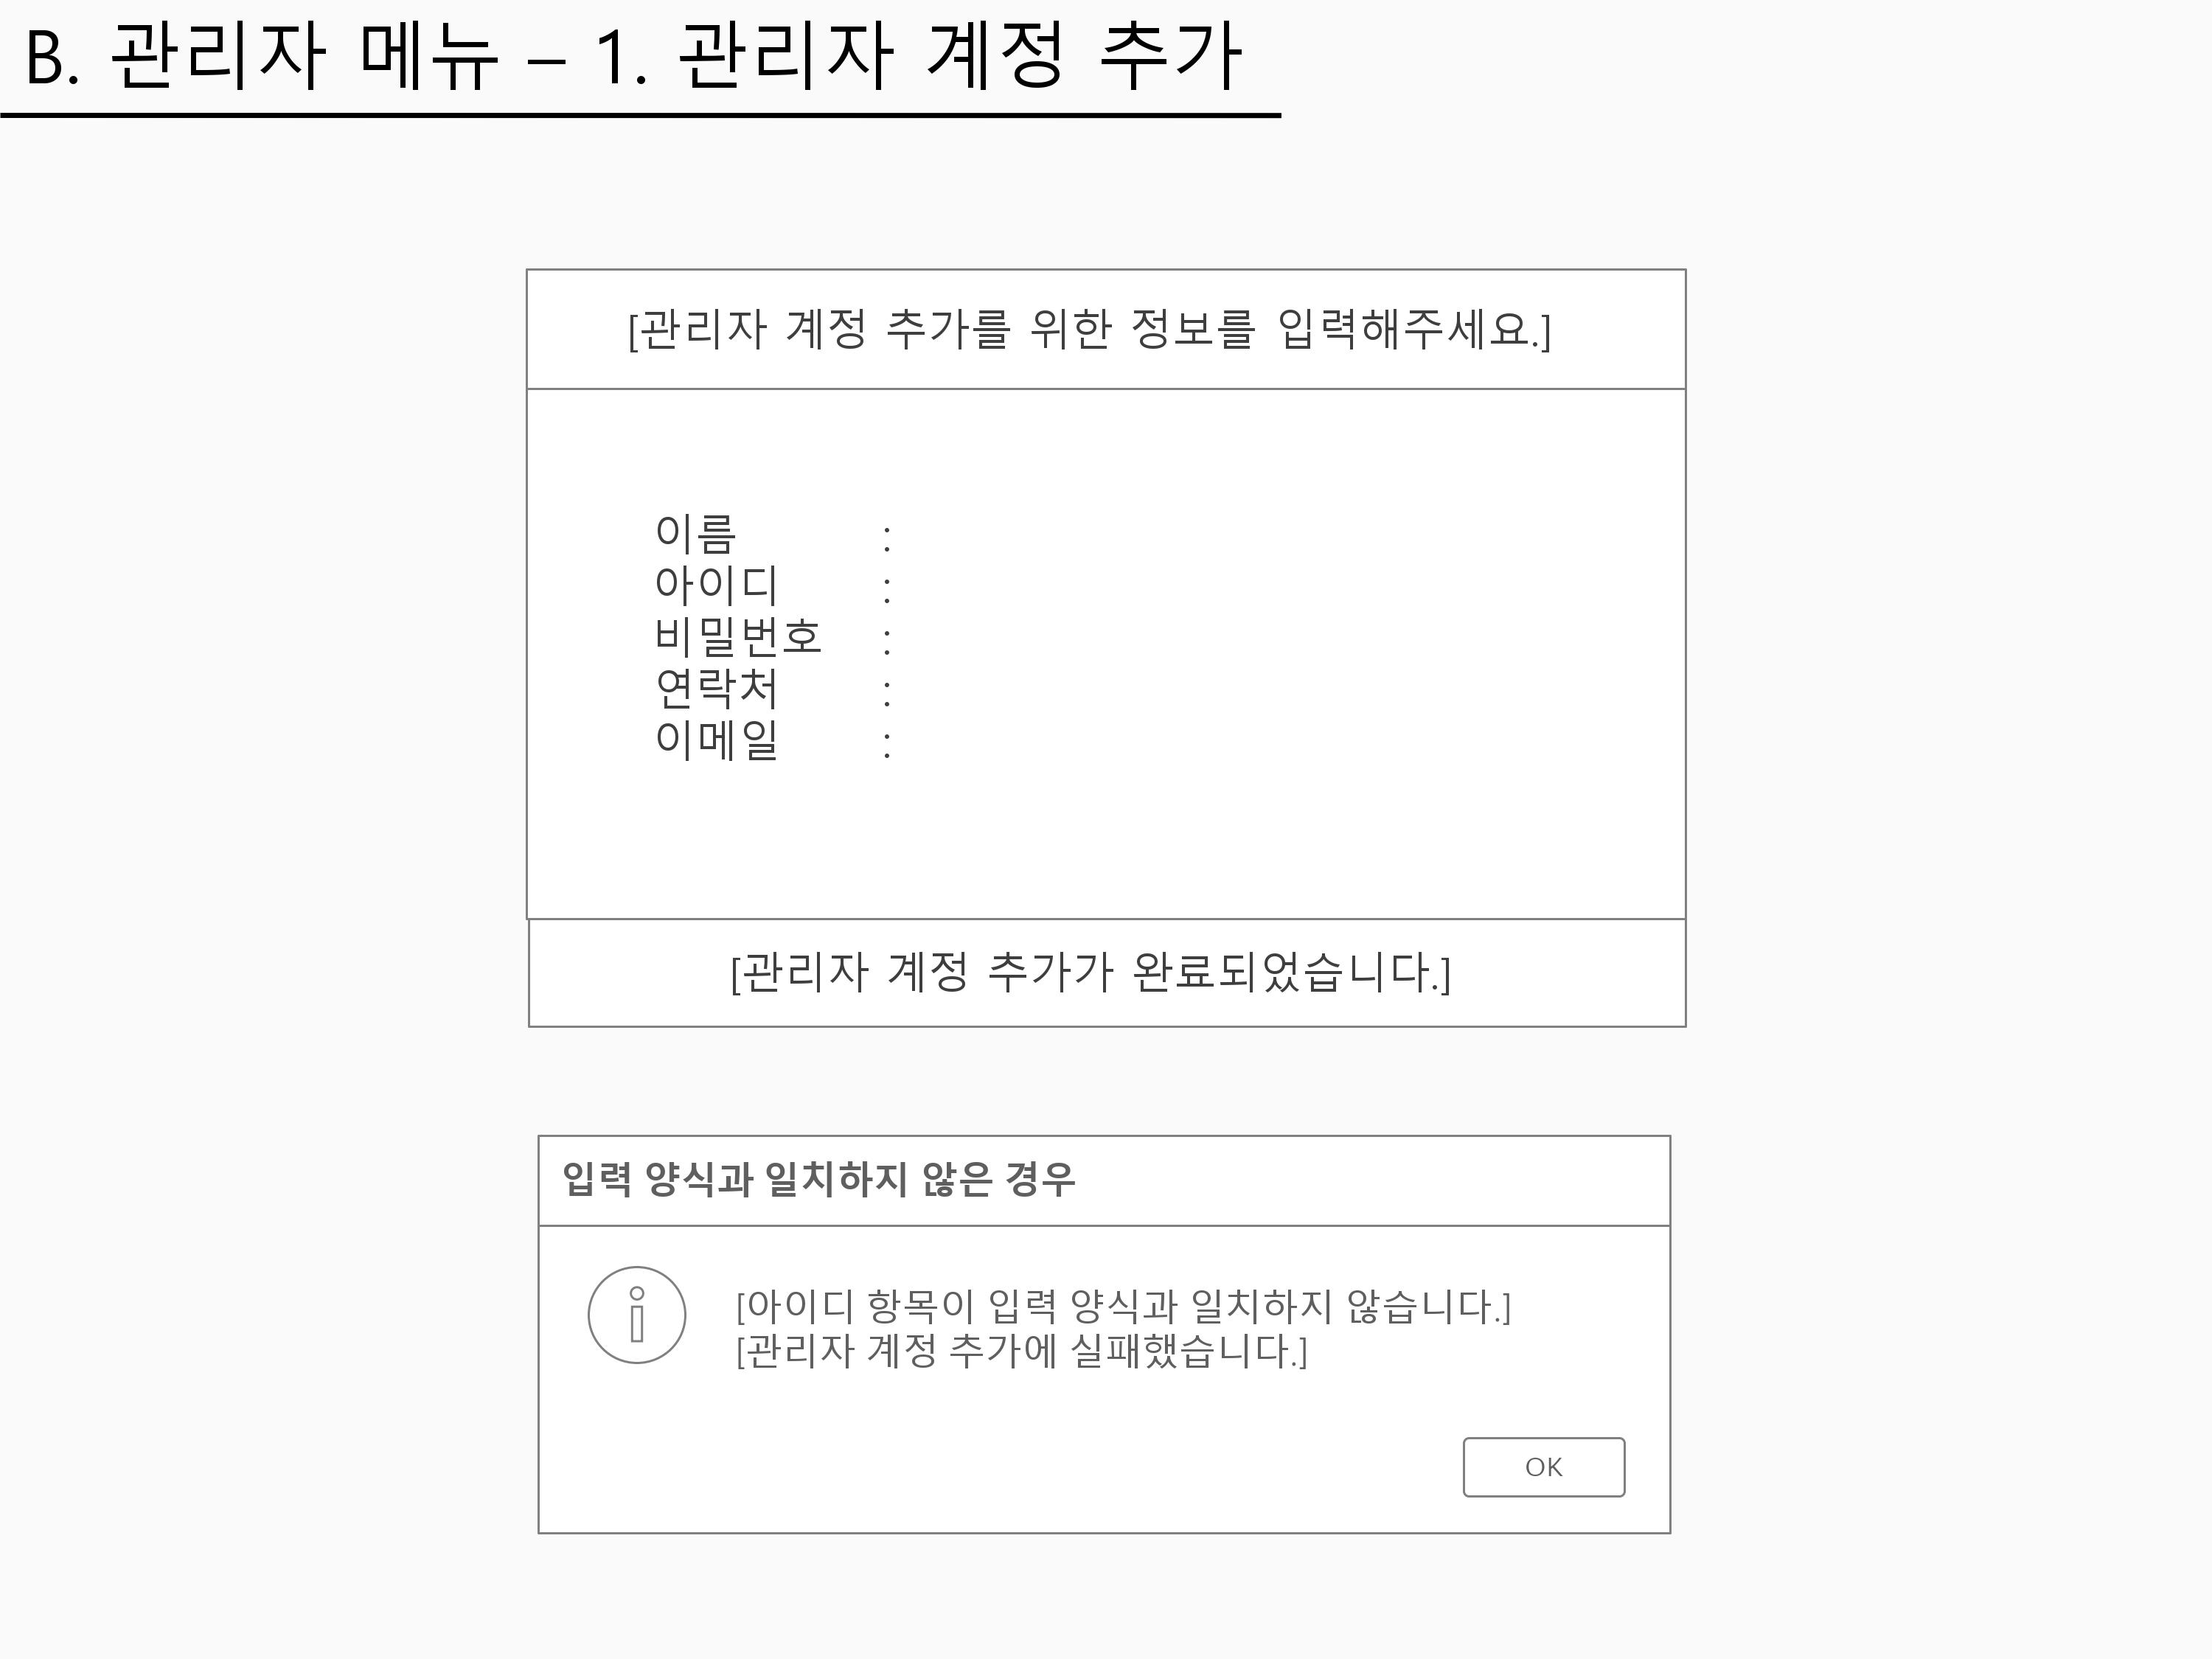 B. 관리자 메뉴 – 1. 관리자 계정 추가
[관리자 계정 추가를 위한 정보를 입력해주세요.]
이름 :
아이디 :
비밀번호 :
연락처 :
이메일 :
[관리자 계정 추가가 완료되었습니다.]
입력 양식과 일치하지 않은 경우
[아이디 항목이 입력 양식과 일치하지 않습니다.]
[관리자 계정 추가에 실패했습니다.]
OK